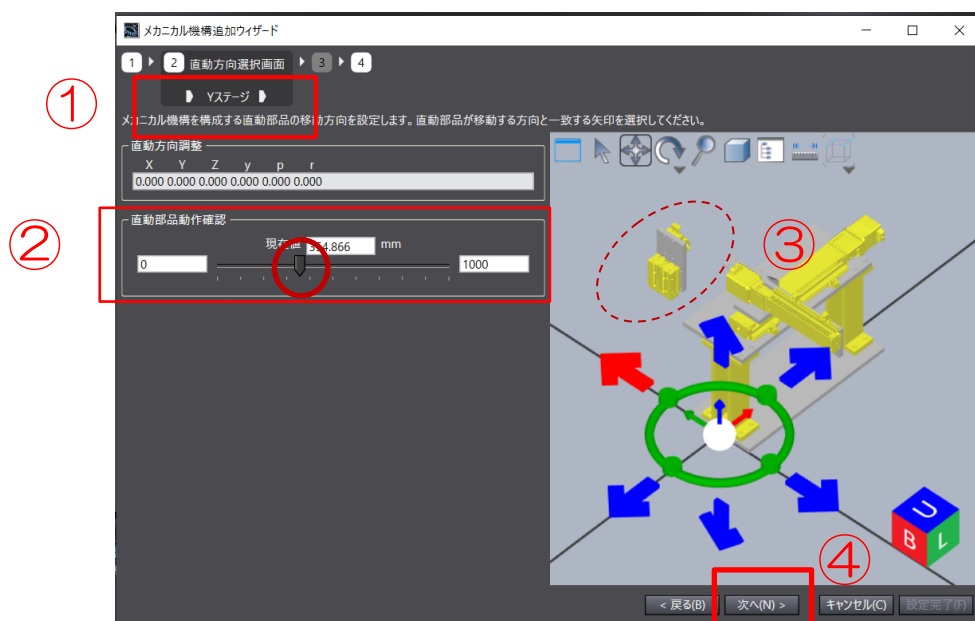 メカニカル機構追加ウィザード
1 2 直動方向選択画面 3 4
①
Yステージ
メカニカル機構を構成する直動部品の移動方向を設定します。直動部品が移動する方向と一致する矢印を選択してください。
直動方向調整
X Y Z y p r
0.000 0.000 0.000 0.000 0.000 0.000
②
直動部品動作確認
現在値 354.866 mm
0 1000
③
U
B L
④
< 戻る(B) 次へ(N) > キャンセル(C) 設定完了(F)